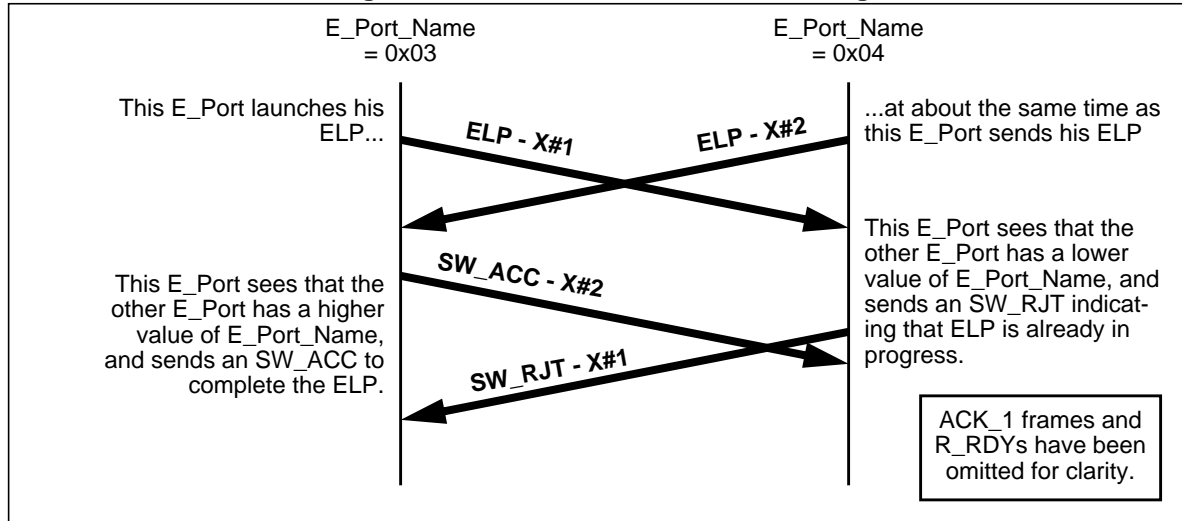 E_Port_Name
= 0x03
E_Port_Name
= 0x04
This E_Port launches his
ELP...
ELP - X#1
ELP - X#2
...at about the same time as
this E_Port sends his ELP
This E_Port sees that the
other E_Port has a higher
value of E_Port_Name,
and sends an SW_ACC to
complete the ELP.
SW_ACC - X#2
SW_RJT - X#1
This E_Port sees that the
other E_Port has a lower
value of E_Port_Name, and
sends an SW_RJT indicat-
ing that ELP is already in
progress.
ACK_1 frames and
R_RDYs have been
omitted for clarity.